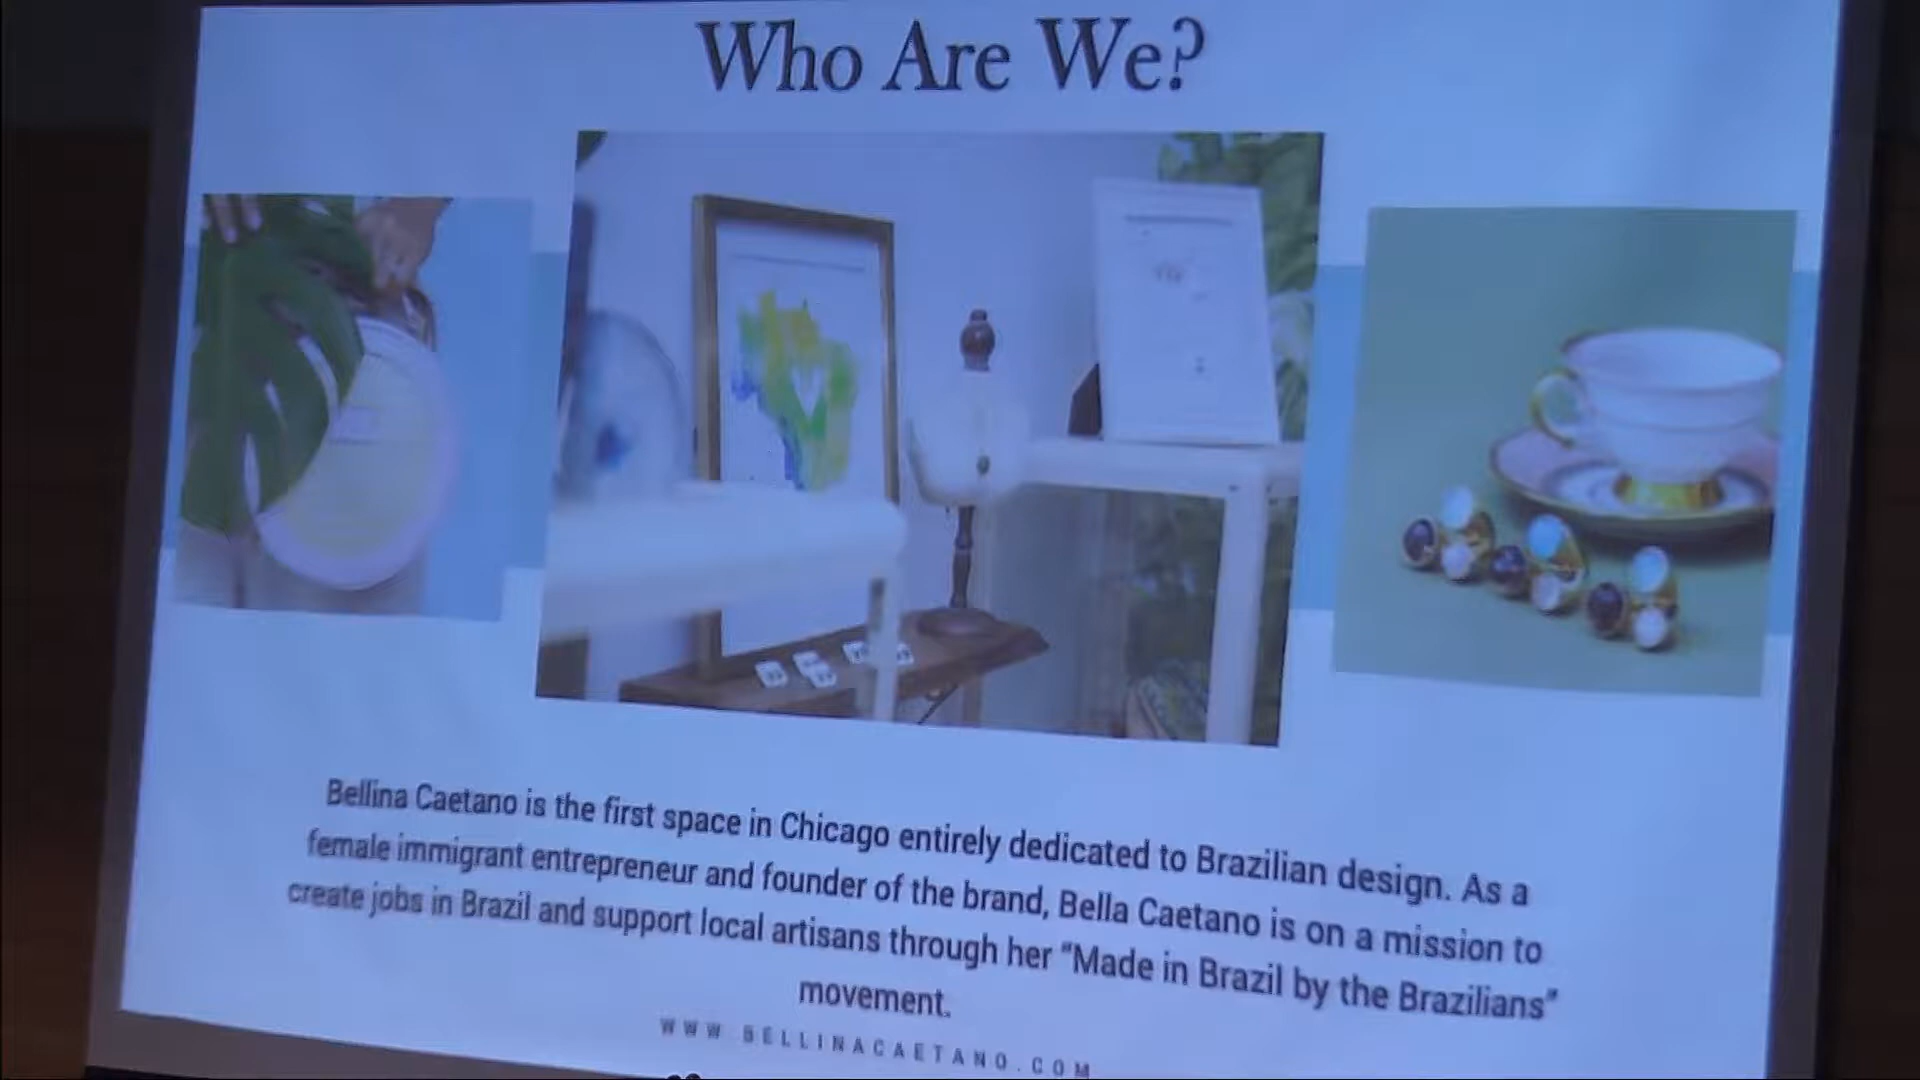 Who Are We?
Bellina Caetano is the first space in Chicago entirely dedicated to Brazilian design. As a
female immigrant entrepreneur and founder of the brand, Bella Caetano is on a mission to
create jobs in Brazil and support local artisans through her “Made in Brazil by the Brazilians”
movement.
WWW.BELLINACAETANO.COM